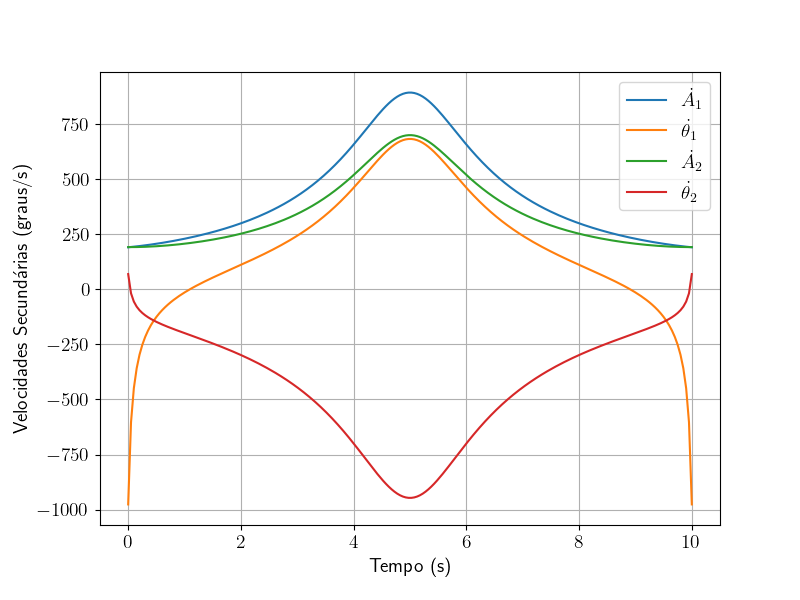 Velocidades Secundárias (graus/s)
750
500
250
0
−250
−500
−750
−1000
0 2 4 6 8 10
Tempo (s)
Ȧ₁
θ̇₁
Ȧ₂
θ̇₂